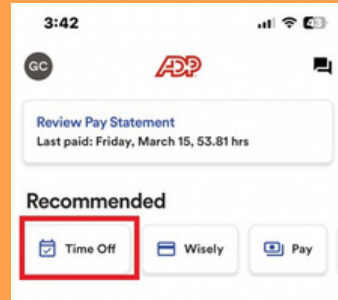 3:42
43
GC
ADP
Review Pay Statement
Last paid: Friday, March 15, 53.81 hrs
Recommended
Time Off
Wisely
Pay